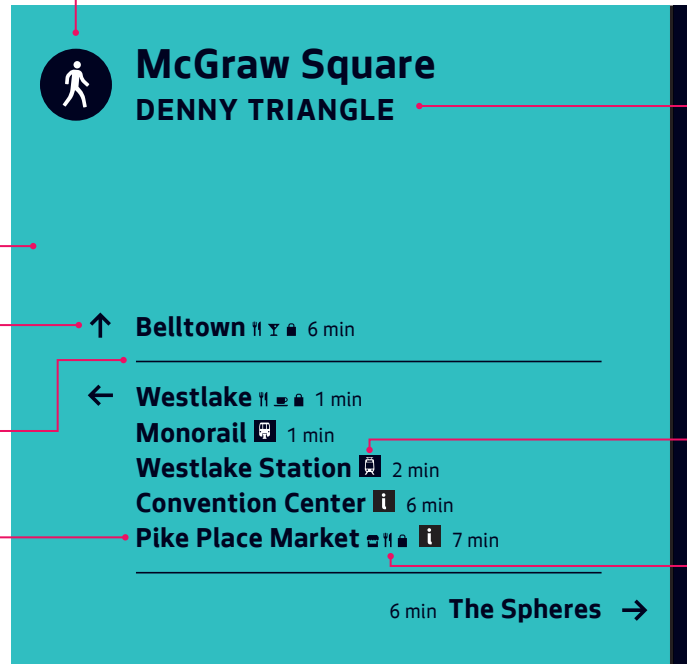 McGraw Square
DENNY TRIANGLE
Belltown 6 min
Westlake 1 min
Monorail 1 min
Westlake Station 2 min
Convention Center i 6 min
Pike Place Market i 7 min
6 min The Spheres